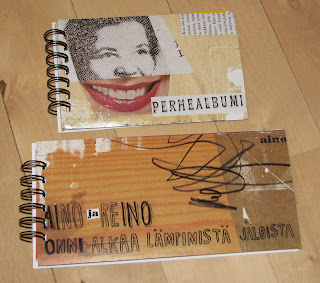 PERHEALBUMI
aino
AINO ja REINO
ONNI ALKAA LÄMPIMISTÄ JALOISTA